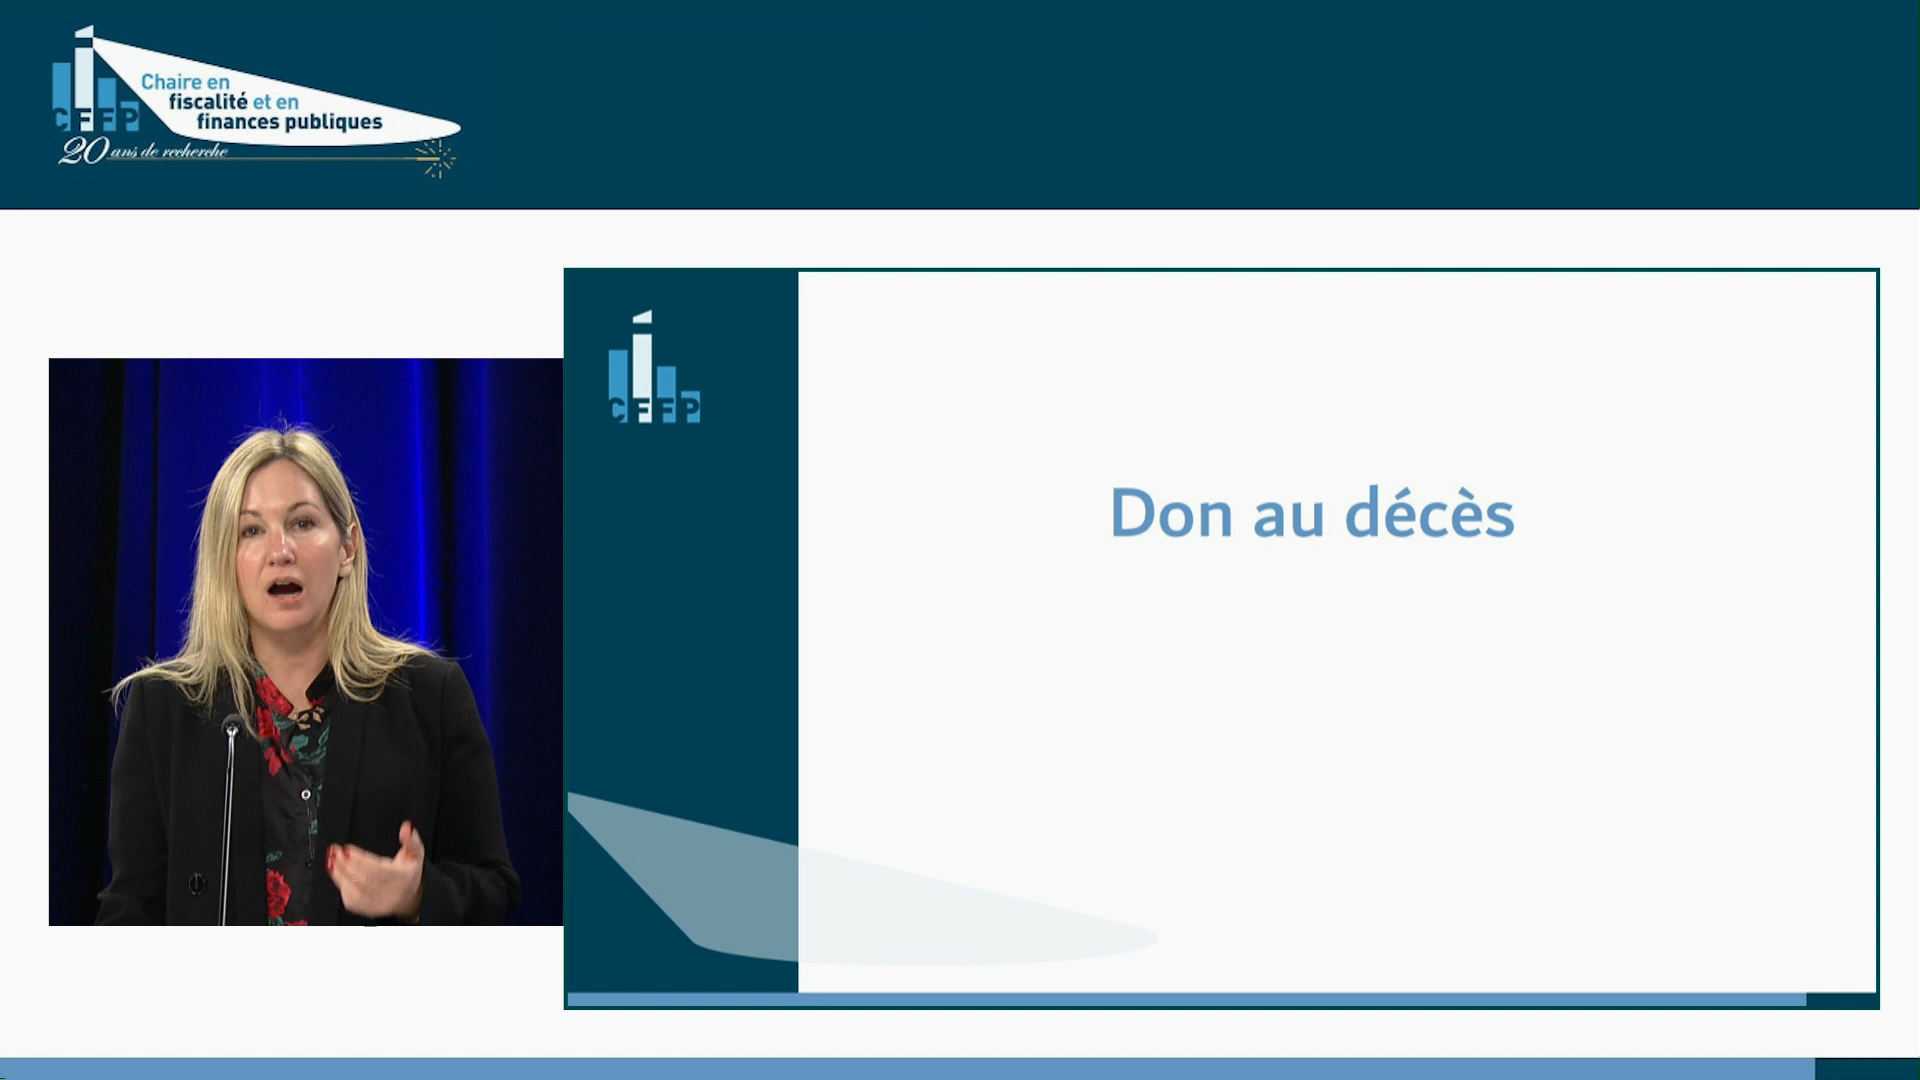 Chaire en
fiscalité et en
finances publiques
CFFP
20 ans de recherche
CFFP
Don au décès